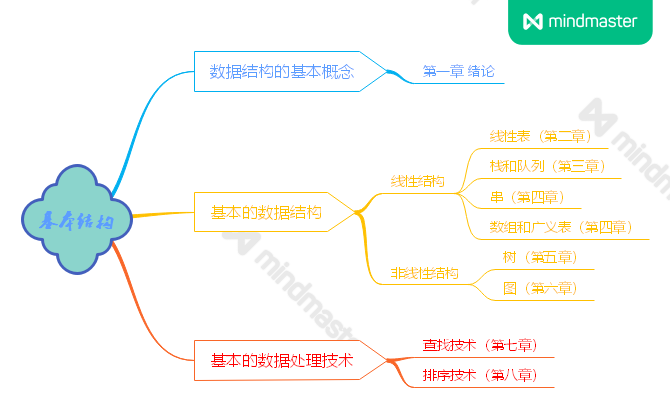 mindmaster
数据结构的基本概念
第一章 绪论
线性表（第二章）
栈和队列（第三章）
线性结构
串（第四章）
基本结构
基本的数据结构
数组和广义表（第四章）
树（第五章）
非线性结构
图（第六章）
mindmaster
mindmaster
查找技术（第七章）
基本的数据处理技术
排序技术（第八章）